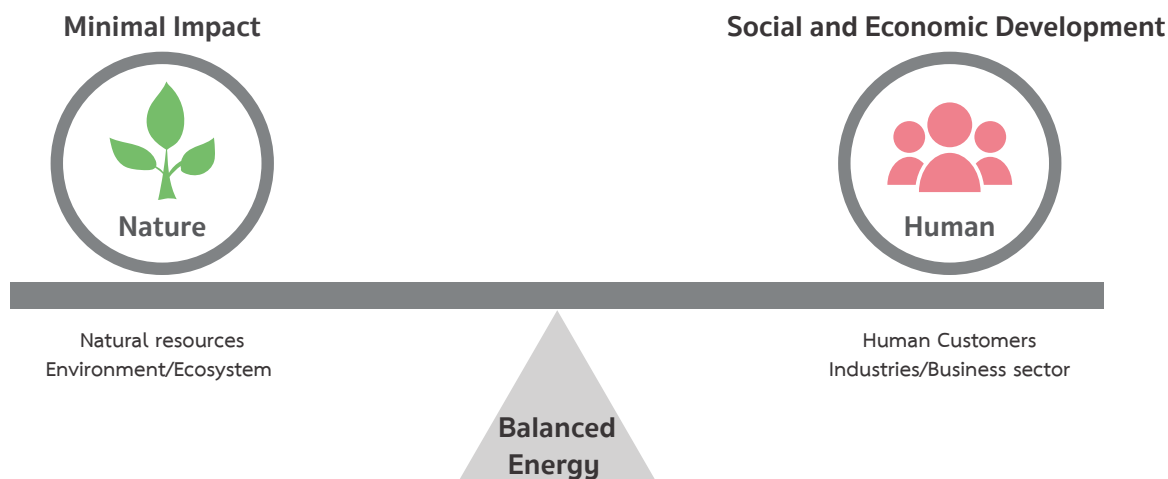 Minimal Impact
Social and Economic Development
Nature
Human
Natural resources
Environment/Ecosystem
Human Customers
Industries/Business sector
Balanced
Energy